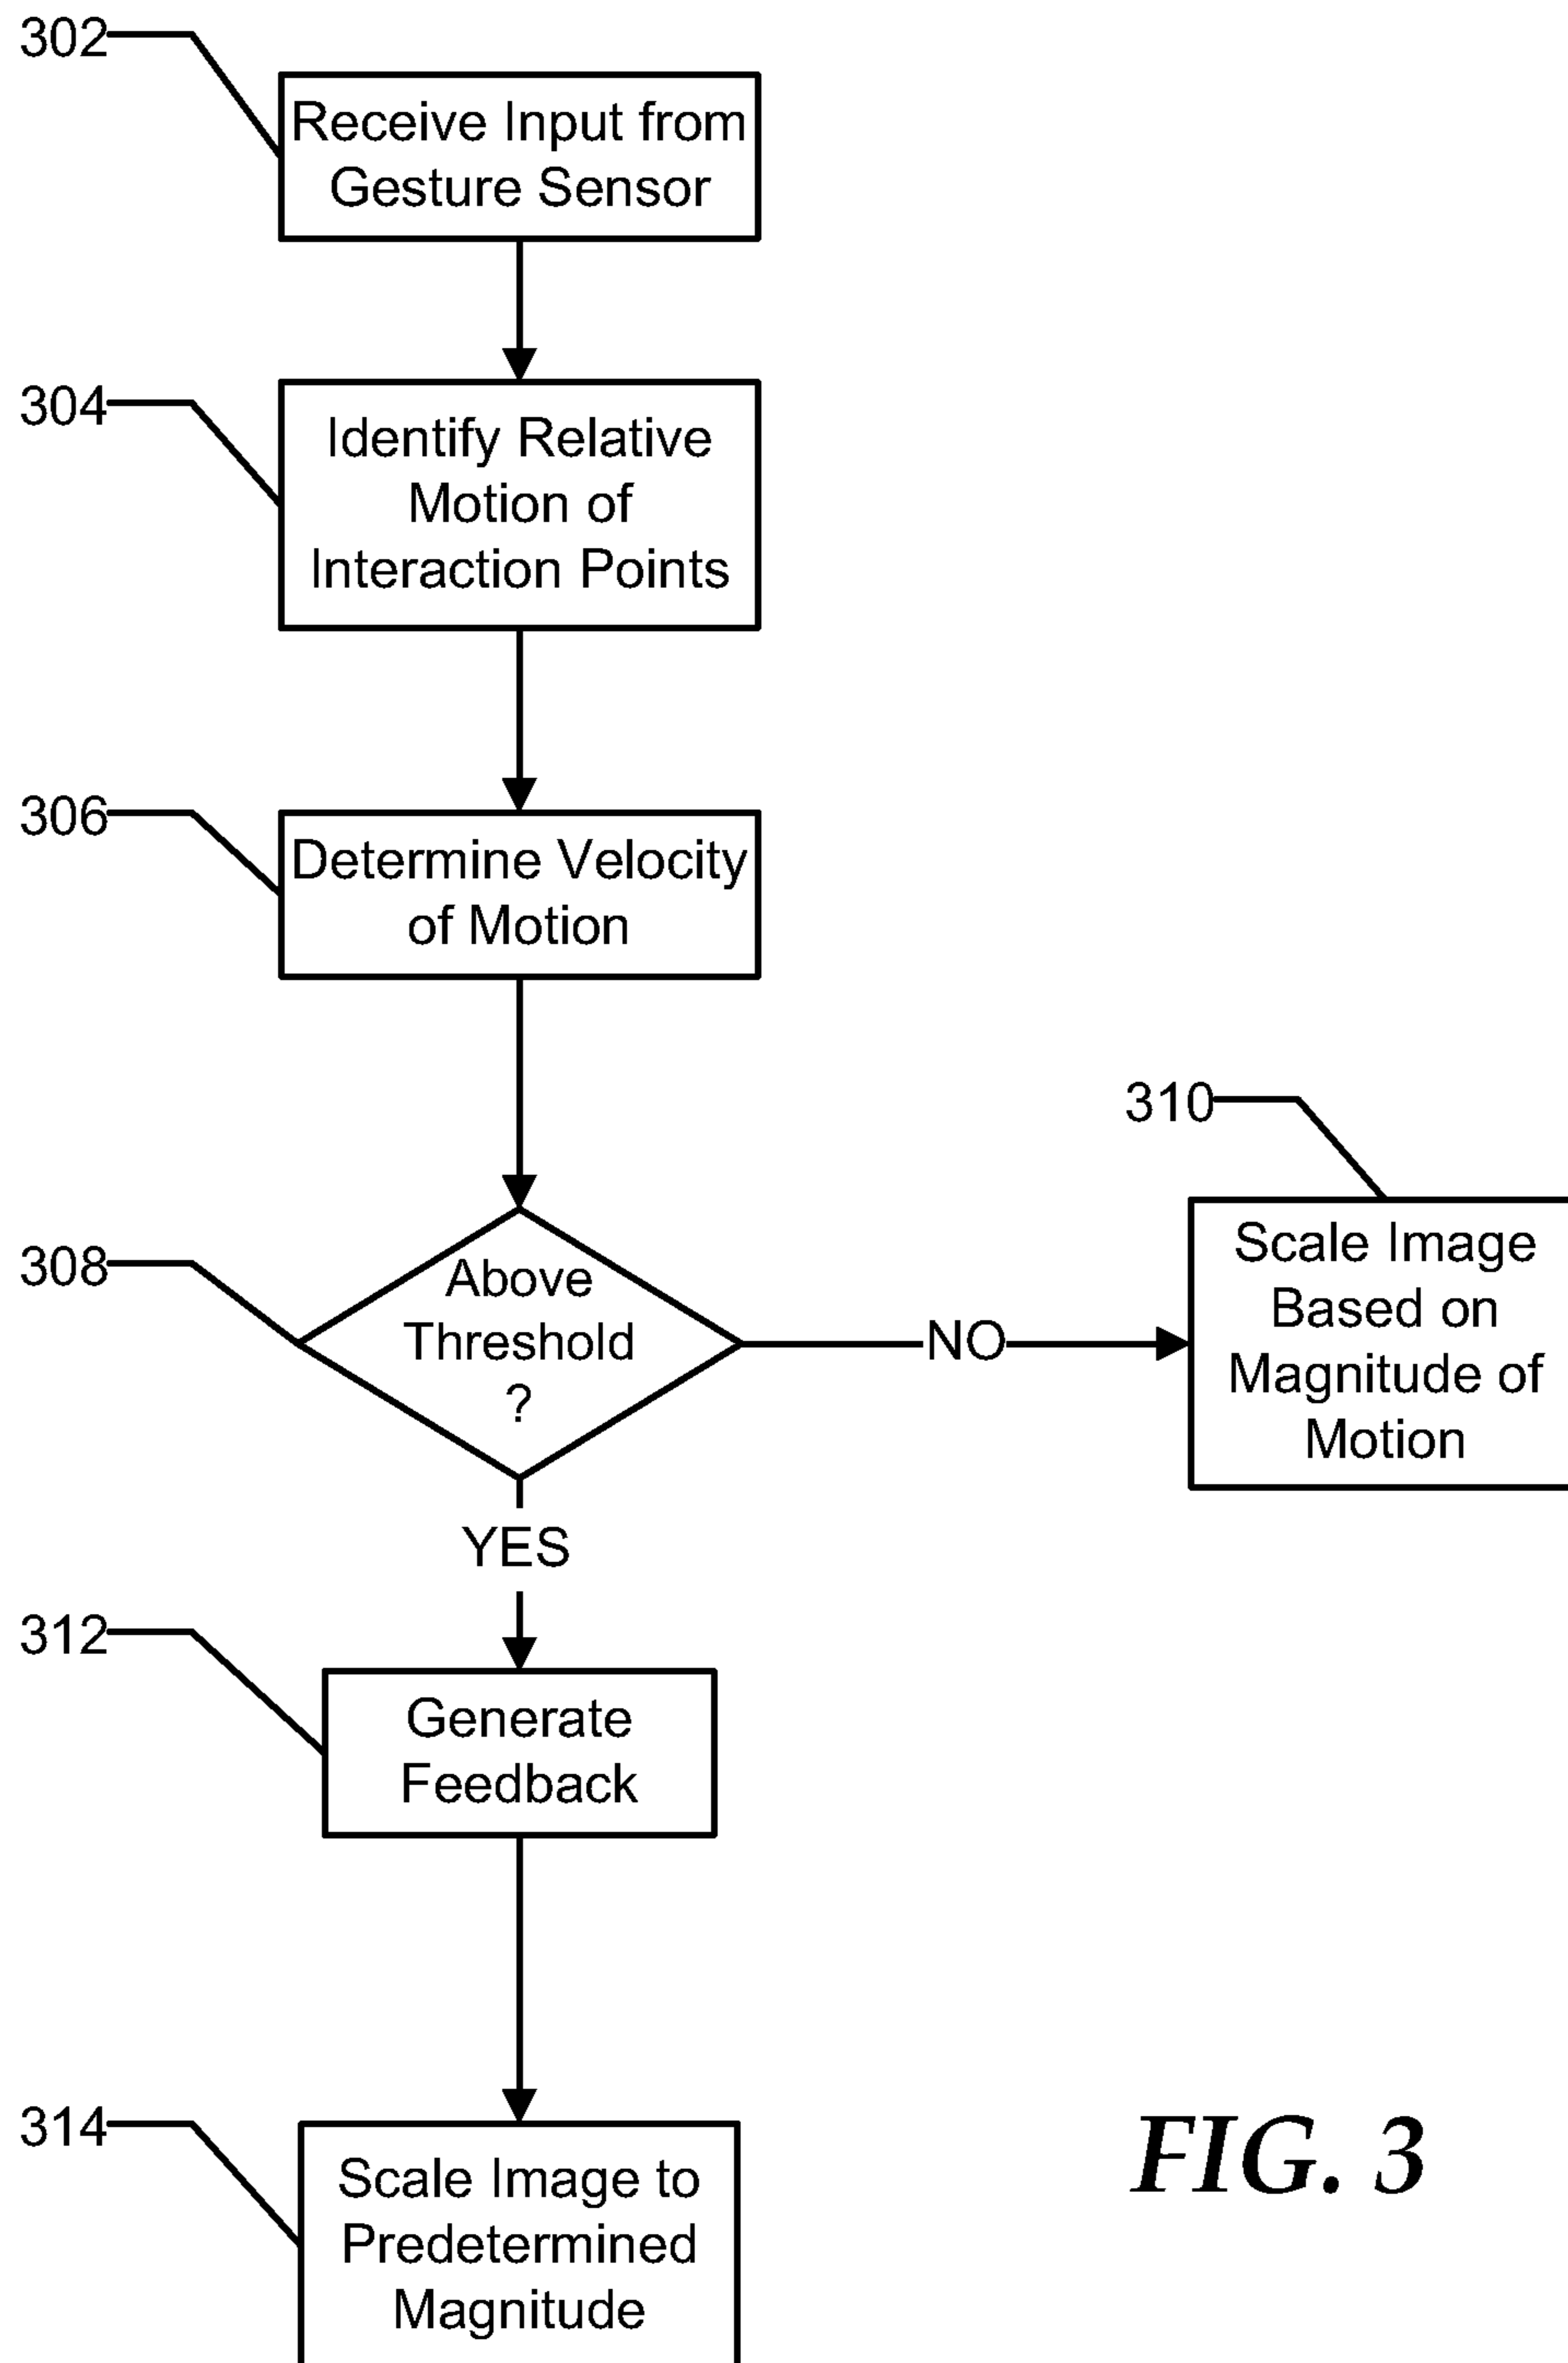 302
Receive Input from
Gesture Sensor
304
Identify Relative
Motion of
Interaction Points
306
Determine Velocity
of Motion
308
Above
Threshold
?
NO
310
Scale Image
Based on
Magnitude of
Motion
YES
312
Generate
Feedback
314
Scale Image to
Predetermined
Magnitude
FIG. 3